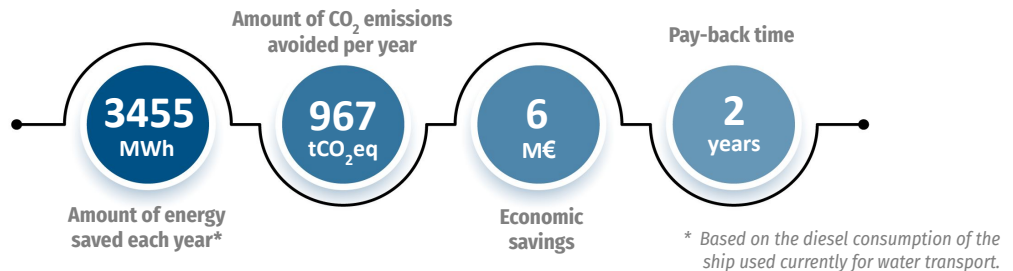 3455
MWh
Amount of energy
saved each year*
Amount of CO₂ emissions
avoided per year
967
tCO₂eq
6
M€
Economic
savings
Pay-back time
2
years
* Based on the diesel consumption of the
ship used currently for water transport.